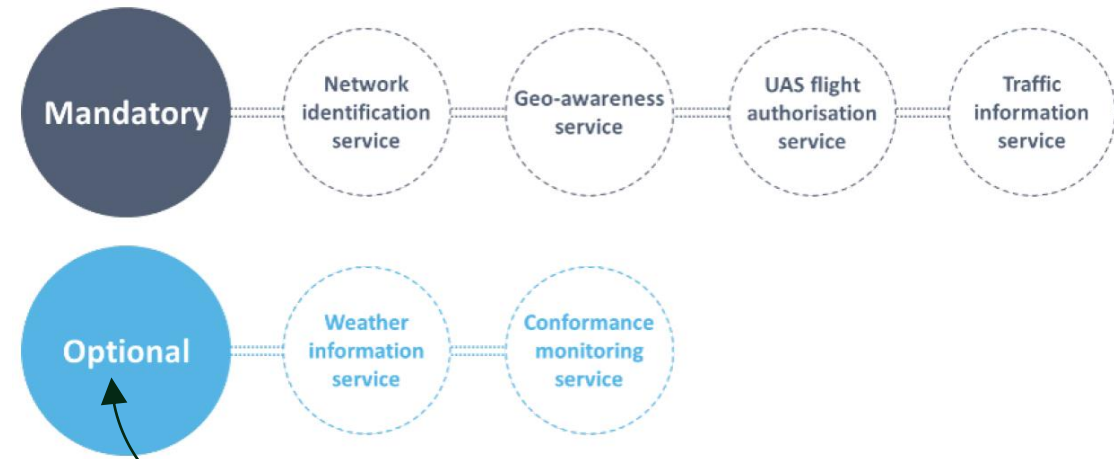 Mandatory
Network
identification
service
Geo-awareness
service
UAS flight
authorisation
service
Traffic
information
service
Optional
Weather
information
service
Conformance
monitoring
service